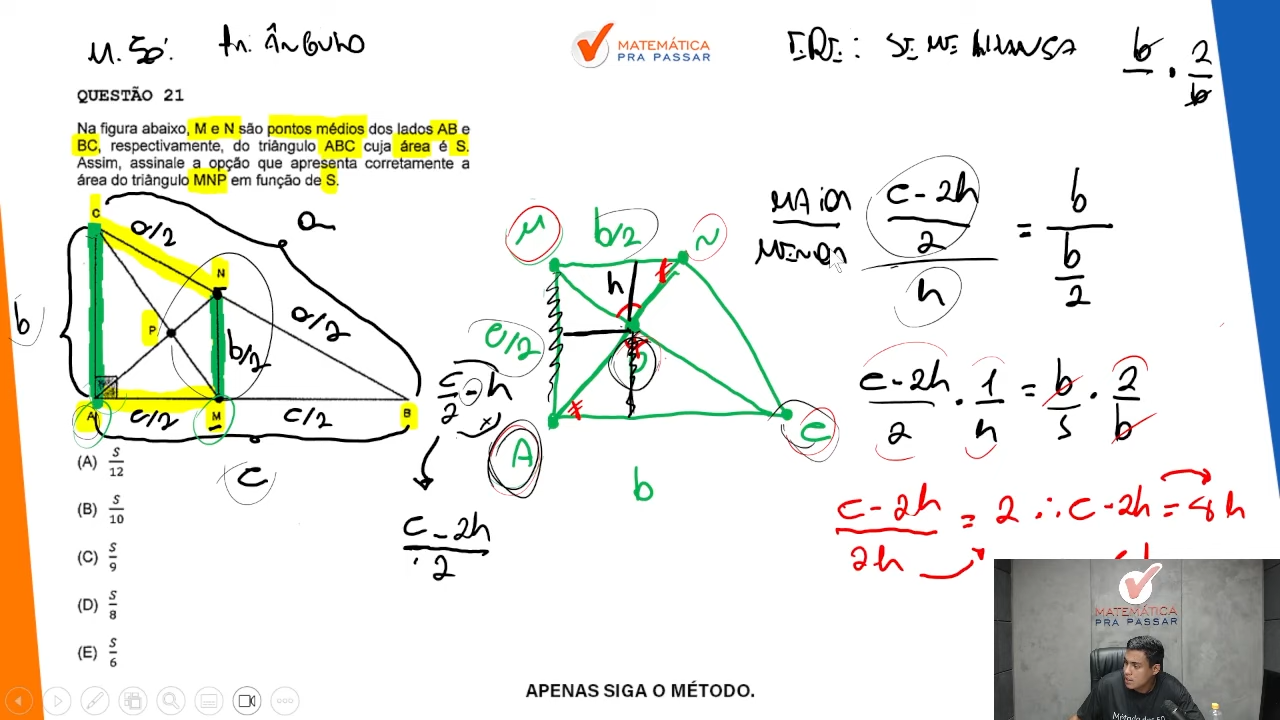 M. 50:
TRIÂNGULO
MATEMÁTICA
PRA PASSAR
SEMELHANÇA
b . 2
b
QUESTÃO 21
Na figura abaixo, M e N são pontos médios dos lados AB e
BC, respectivamente, do triângulo ABC cuja área é S.
Assim, assinale a opção que apresenta corretamente a
área do triângulo MNP em função de S.
C
a/2
a
N
P
a/2
b
b/2
A
c/2
M
c/2
B
c
(A) S/12
(B) S/10
(C) S/9
(D) S/8
(E) S/6
c/2 - h
c - 2h
2
M
b/2
N
h
c/2
P
A
C
b
MAIOR
MENOR
c - 2h
2
h
=
b
b
2
c - 2h / 2 . 1 / h = b / . 2 / b
c - 2h / 2h = 2 ∴ c - 2h = h
MATEMÁTICA
PRA PASSAR
APENAS SIGA O MÉTODO.